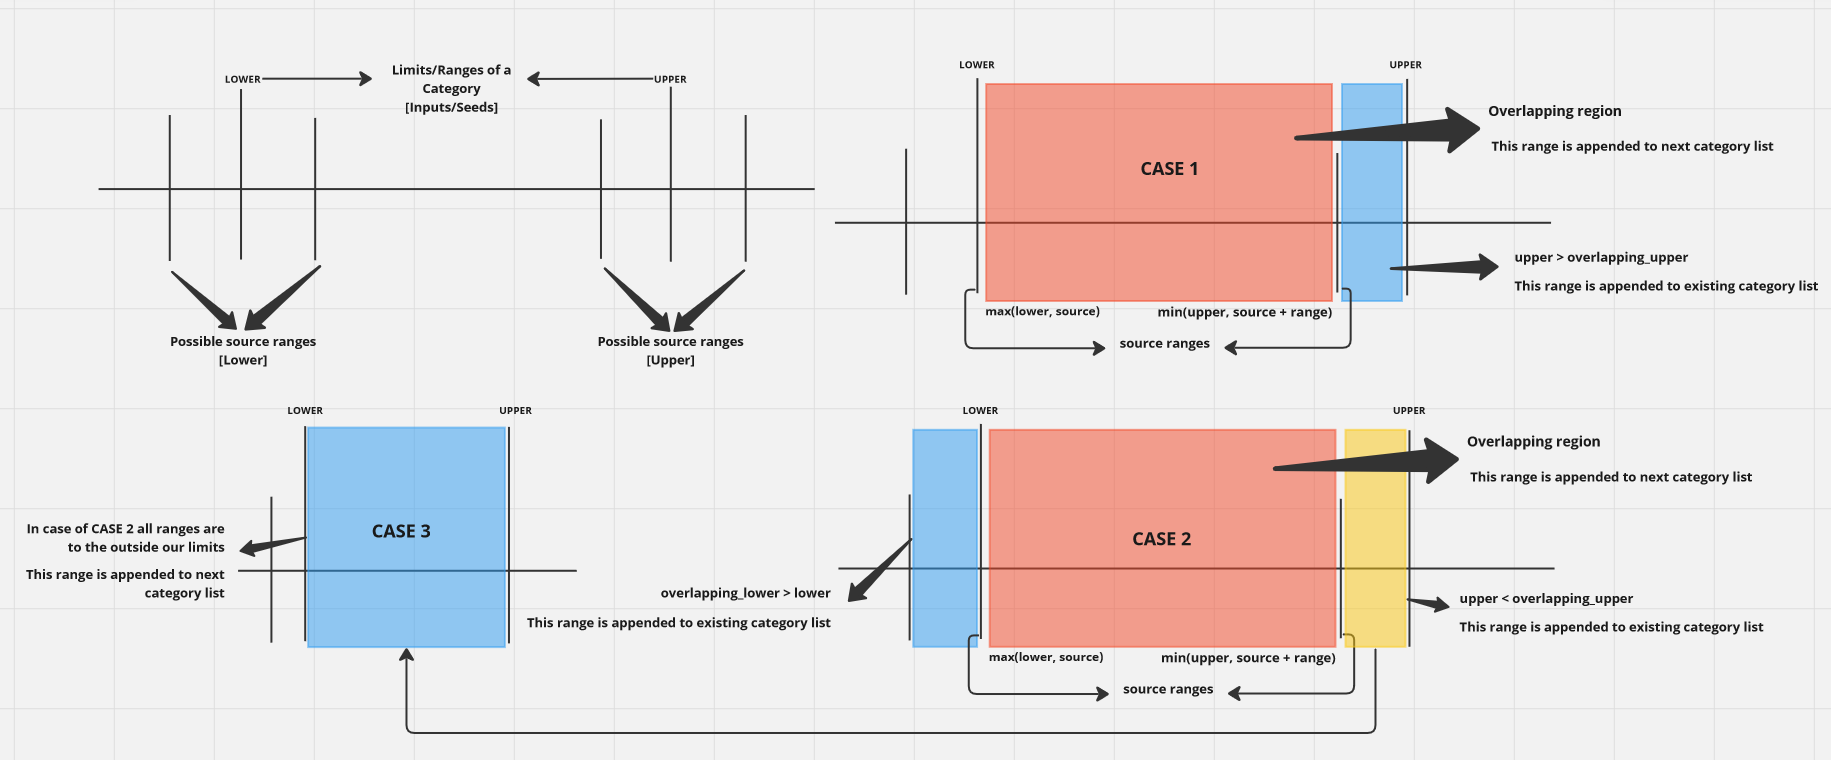 LOWER
Limits/Ranges of a
Category
[Inputs/Seeds]
UPPER
Possible source ranges
[Lower]
Possible source ranges
[Upper]
LOWER
UPPER
CASE 1
Overlapping region
This range is appended to next category list
upper > overlapping_upper
This range is appended to existing category list
max(lower, source)
min(upper, source + range)
source ranges
LOWER
UPPER
CASE 3
In case of CASE 2 all ranges are
to the outside our limits
This range is appended to next
category list
LOWER
UPPER
CASE 2
Overlapping region
This range is appended to next category list
overlapping_lower > lower
This range is appended to existing category list
upper < overlapping_upper
This range is appended to existing category list
max(lower, source)
min(upper, source + range)
source ranges